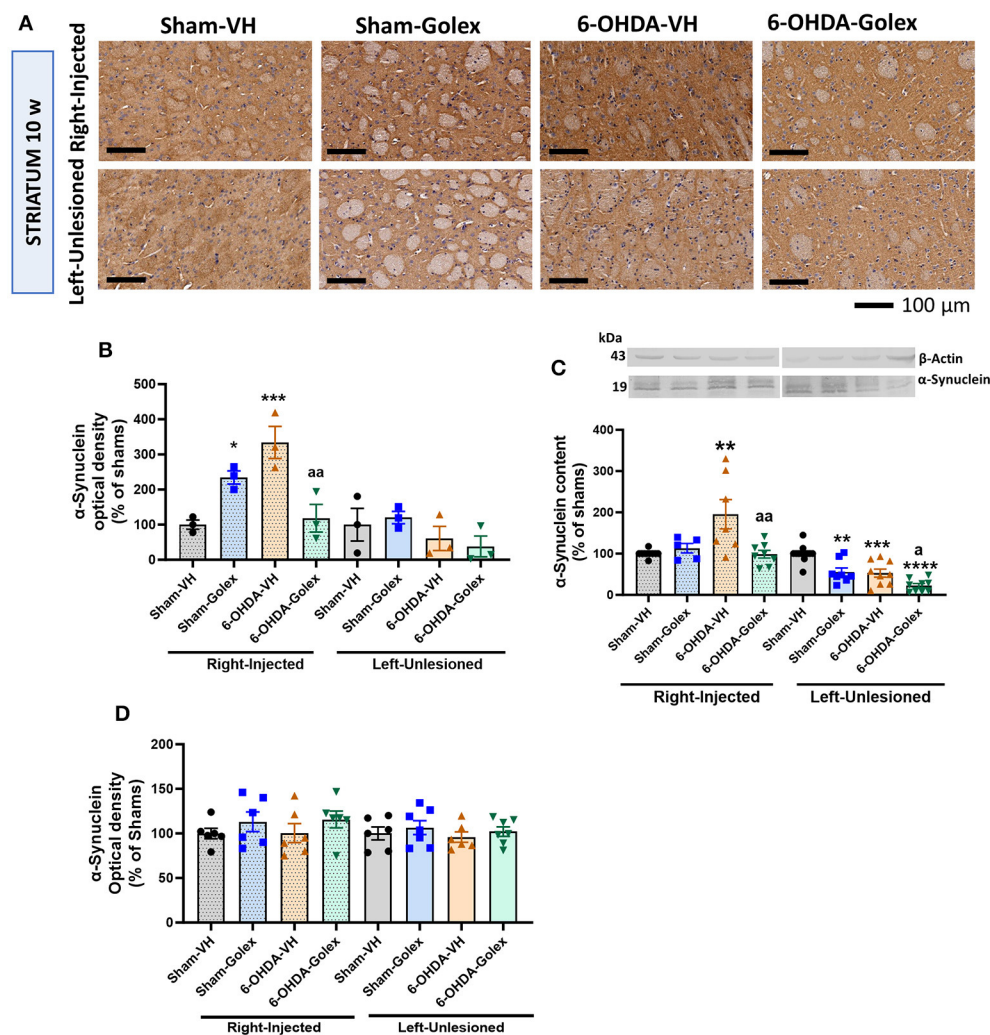 A
Sham-VH Sham-Golex 6-OHDA-VH 6-OHDA-Golex
STRIATUM 10 w
Right-Injected
Left-Unlesioned
100 μm
B
α-Synuclein
optical density
(% of shams)
500
400
300
200
100
0
*
***
aa
Sham-VH
Sham-Golex
6-OHDA-VH
6-OHDA-Golex
Sham-VH
Sham-Golex
6-OHDA-VH
6-OHDA-Golex
Right-Injected Left-Unlesioned
C
kDa
43
β-Actin
19
α-Synuclein
α-Synuclein content
(% of shams)
400
300
200
100
0
**
aa
**
***
a
****
Sham-VH
Sham-Golex
6-OHDA-VH
6-OHDA-Golex
Sham-VH
Sham-Golex
6-OHDA-VH
6-OHDA-Golex
Right-Injected Left-Unlesioned
D
α-Synuclein
Optical density
(% of Shams)
200
150
100
50
0
Sham-VH
Sham-Golex
6-OHDA-VH
6-OHDA-Golex
Sham-VH
Sham-Golex
6-OHDA-VH
6-OHDA-Golex
Right-Injected Left-Unlesioned